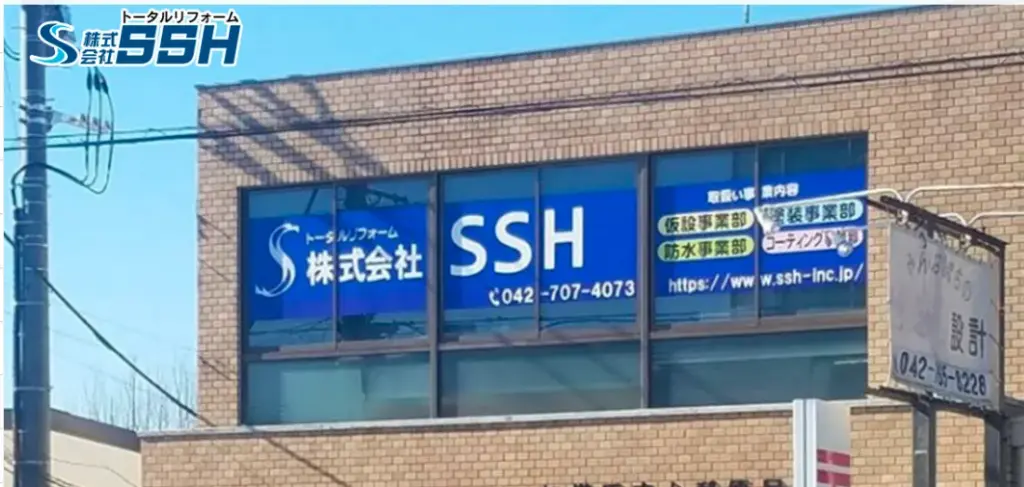 トータルリフォーム
株式会社SSH
トータルリフォーム
株式会社
SSH
042-707-4073
取扱い事業内容
仮設事業部
塗装事業部
防水事業部
コーティング事業部
https://www.ssh-inc.jp/
設計